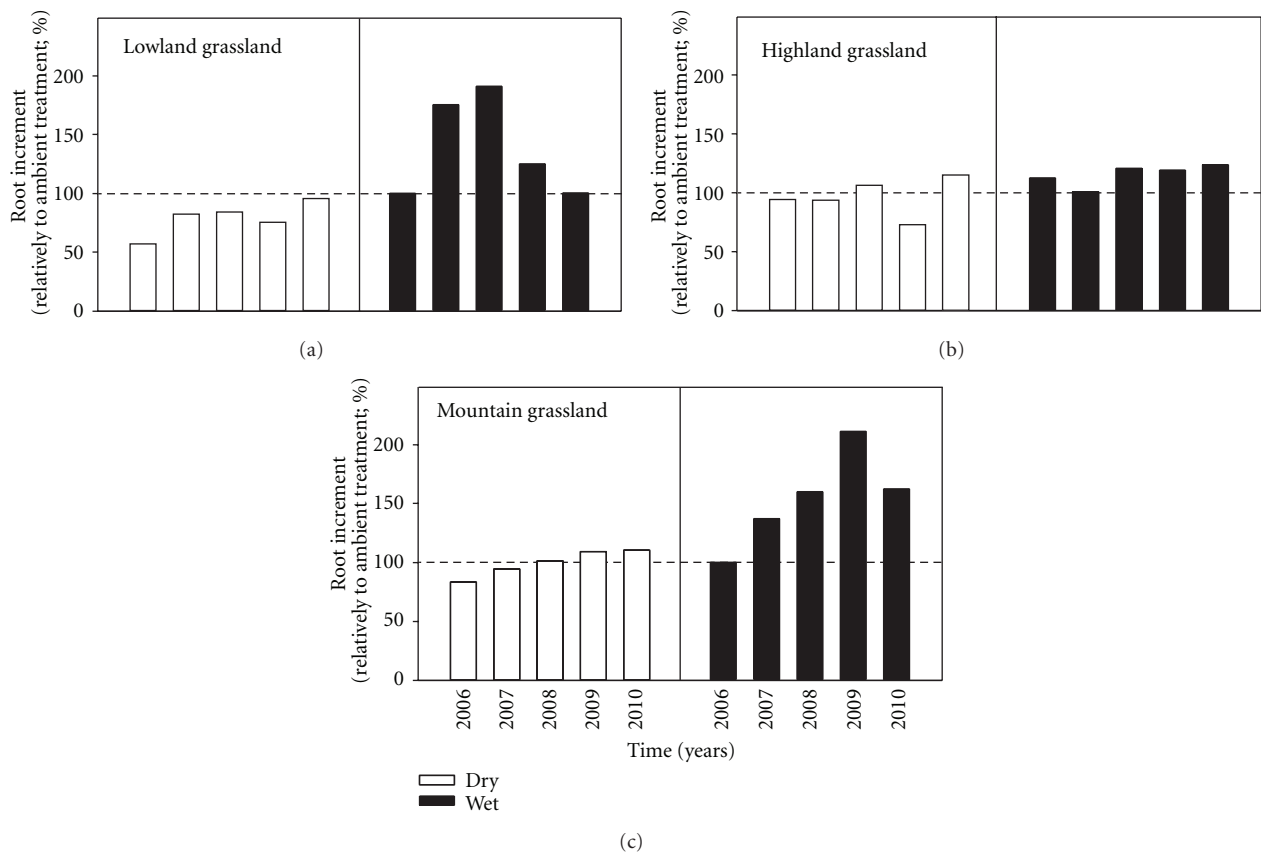 Root increment
(relatively to ambient treatment; %)
200
150
100
50
0
Lowland grassland
(a)
Root increment
(relatively to ambient treatment; %)
200
150
100
50
0
Highland grassland
(b)
Root increment
(relatively to ambient treatment; %)
200
150
100
50
0
Mountain grassland
2006
2007
2008
2009
2010
2006
2007
2008
2009
2010
Time (years)
Dry
Wet
(c)